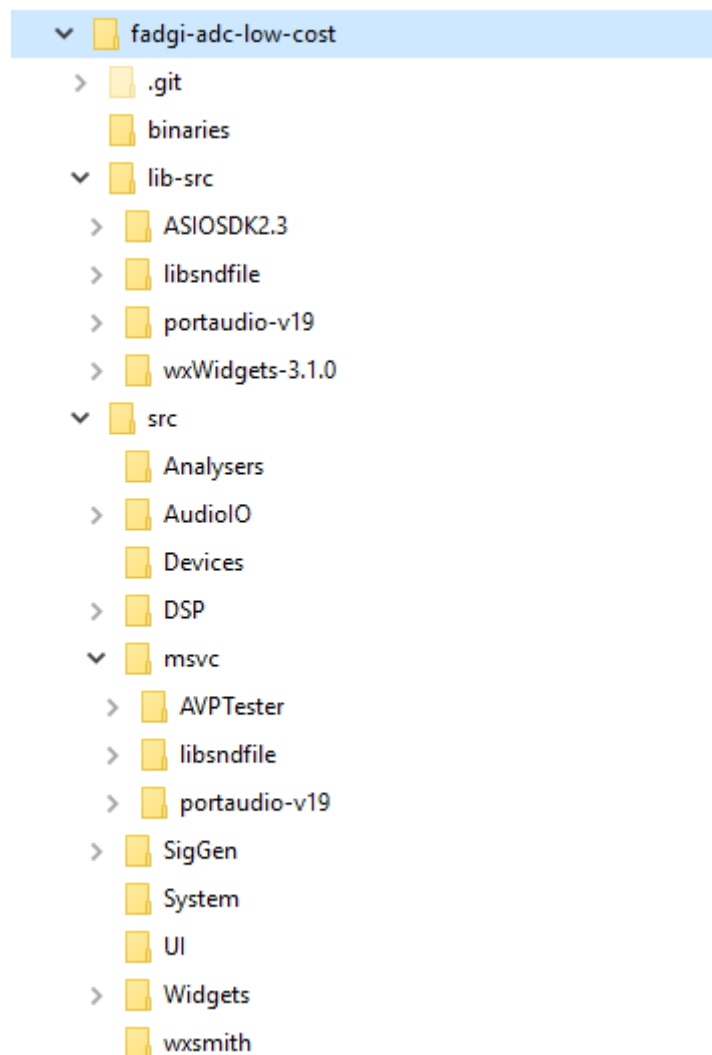 fadgi-adc-low-cost
.git
binaries
lib-src
ASIOSDK2.3
libsndfile
portaudio-v19
wxWidgets-3.1.0
src
Analysers
AudioIO
Devices
DSP
msvc
AVPTester
libsndfile
portaudio-v19
SigGen
System
UI
Widgets
wxsmith